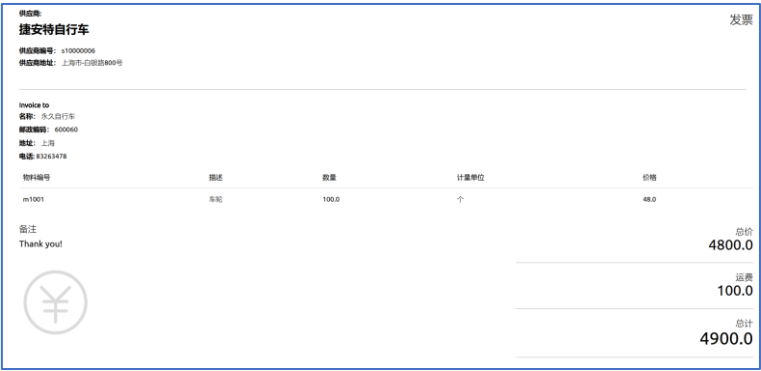 供应商:
发票
捷安特自行车
供应商编号： s10000006
供应商地址： 上海市-白银路800号
Invoice to
名称： 永久自行车
邮政编码： 600060
地址： 上海
电话: 83263478
物料编号 描述 数量 计量单位 价格
m1001 车轮 100.0 个 48.0
备注
Thank you!
总价
4800.0
运费
100.0
总计
4900.0